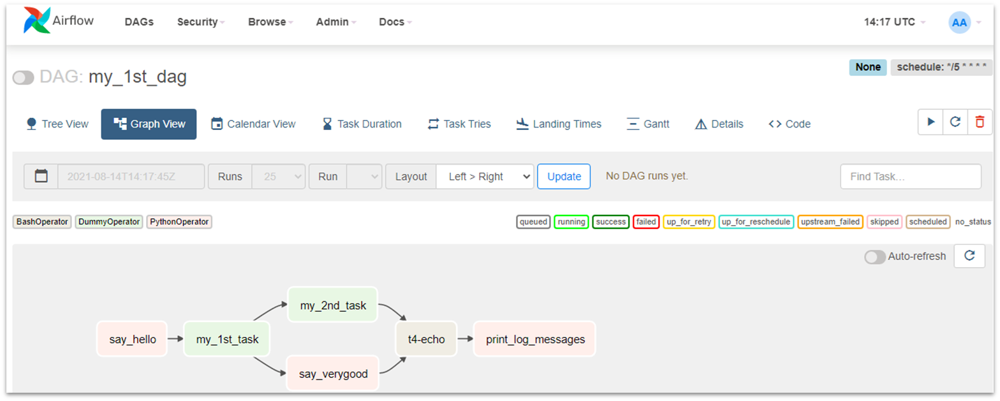 Airflow DAGs Security Browse Admin Docs 14:17 UTC AA
DAG: my_1st_dag None schedule: */5 * * * *
Tree View Graph View Calendar View Task Duration Task Tries Landing Times Gantt Details Code
2021-08-14T14:17:45Z Runs 25 Run Layout Left > Right Update No DAG runs yet. Find Task...
BashOperator DummyOperator PythonOperator queued running success failed up_for_retry up_for_reschedule upstream_failed skipped scheduled no_status
Auto-refresh
my_2nd_task
say_hello my_1st_task t4-echo print_log_messages
say_verygood